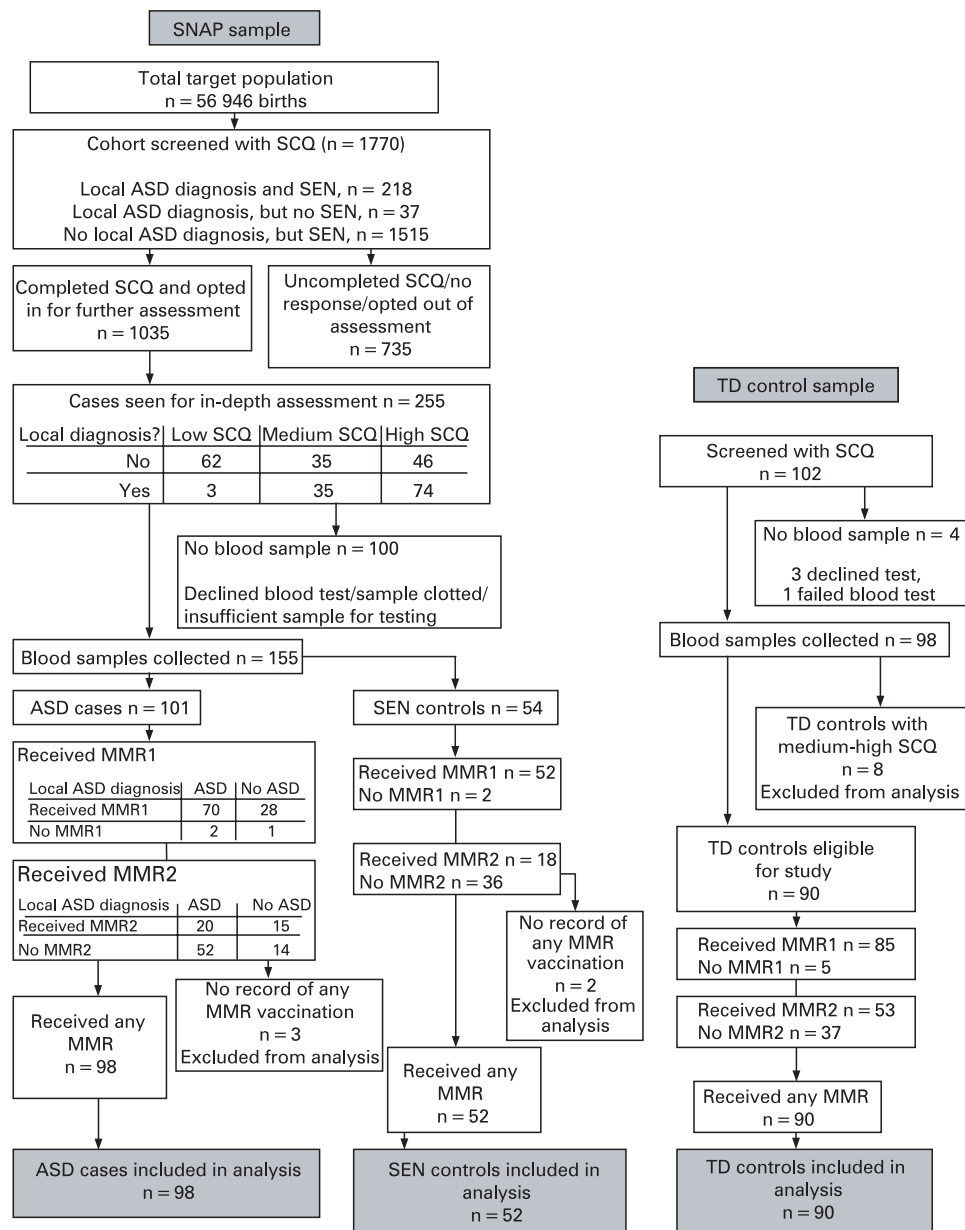 SNAP sample
Total target population
n = 56 946 births
Cohort screened with SCQ (n = 1770)
Local ASD diagnosis and SEN, n = 218
Local ASD diagnosis, but no SEN, n = 37
No local ASD diagnosis, but SEN, n = 1515
Completed SCQ and opted
in for further assessment
n = 1035
Uncompleted SCQ/no
response/opted out of
assessment
n = 735
Cases seen for in-depth assessment n = 255
Local diagnosis? Low SCQ Medium SCQ High SCQ
No 62 35 46
Yes 3 35 74
No blood sample n = 100
Declined blood test/sample clotted/
insufficient sample for testing
Blood samples collected n = 155
ASD cases n = 101
Received MMR1
Local ASD diagnosis ASD No ASD
Received MMR1 70 28
No MMR1 2 1
Received MMR2
Local ASD diagnosis ASD No ASD
Received MMR2 20 15
No MMR2 52 14
Received any
MMR
n = 98
No record of any
MMR vaccination
n = 3
Excluded from analysis
ASD cases included in analysis
n = 98
SEN controls n = 54
Received MMR1 n = 52
No MMR1 n = 2
Received MMR2 n = 18
No MMR2 n = 36
No record of
any MMR
vaccination
n = 2
Excluded from
analysis
Received any
MMR
n = 52
SEN controls included in
analysis
n = 52
TD control sample
Screened with SCQ
n = 102
No blood sample n = 4
3 declined test,
1 failed blood test
Blood samples collected n = 98
TD controls with
medium-high SCQ
n = 8
Excluded from analysis
TD controls eligible
for study
n = 90
Received MMR1 n = 85
No MMR1 n = 5
Received MMR2 n = 53
No MMR2 n = 37
Received any MMR
n = 90
TD controls included in
analysis
n = 90